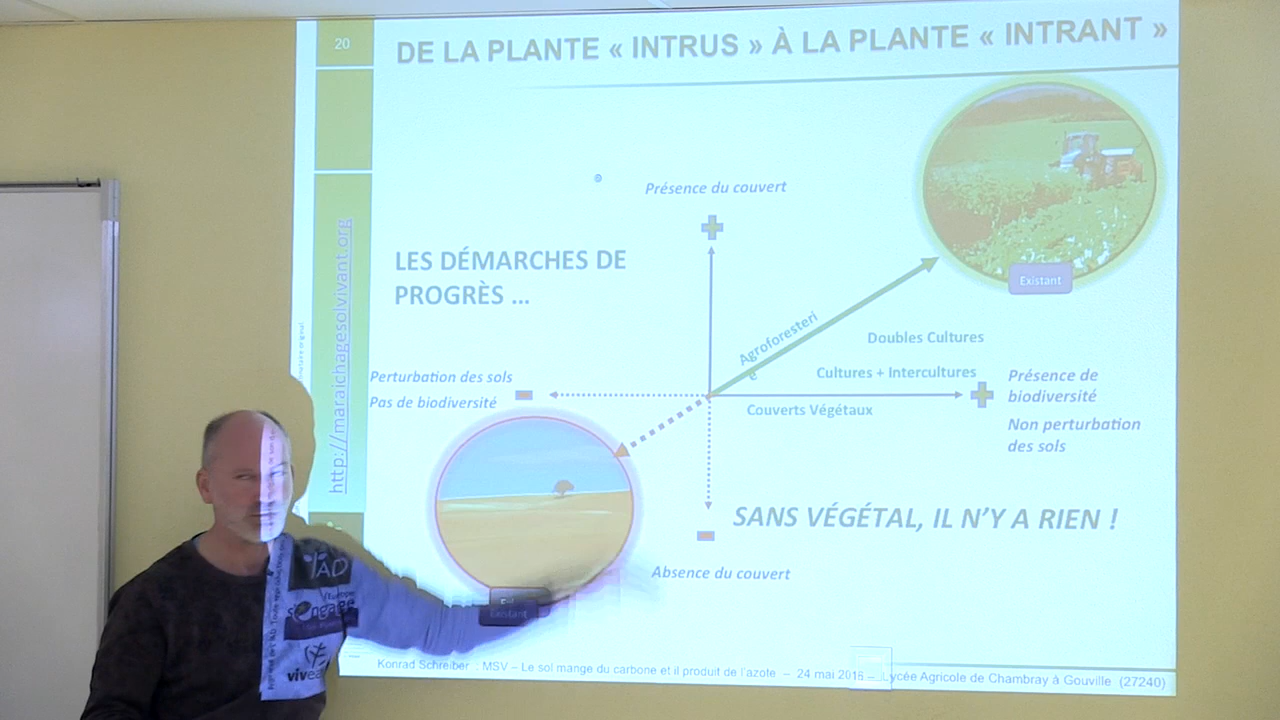 20
DE LA PLANTE « INTRUS » À LA PLANTE « INTRANT »
http://maraichagesolvivant.org
Présence du couvert
LES DÉMARCHES DE
PROGRÈS ...
Existant
Agroforesteri
e
Doubles Cultures
Cultures + Intercultures
Couverts Végétaux
Perturbation des sols
Pas de biodiversité
Présence de
biodiversité
Non perturbation
des sols
SANS VÉGÉTAL, IL N'Y A RIEN !
Absence du couvert
IAD
s'engage
Konrad Schreiber : MSV – Le sol mange du carbone et il produit de l'azote – 24 mai 2016 – Lycée Agricole de Chambray à Gouville (27240)